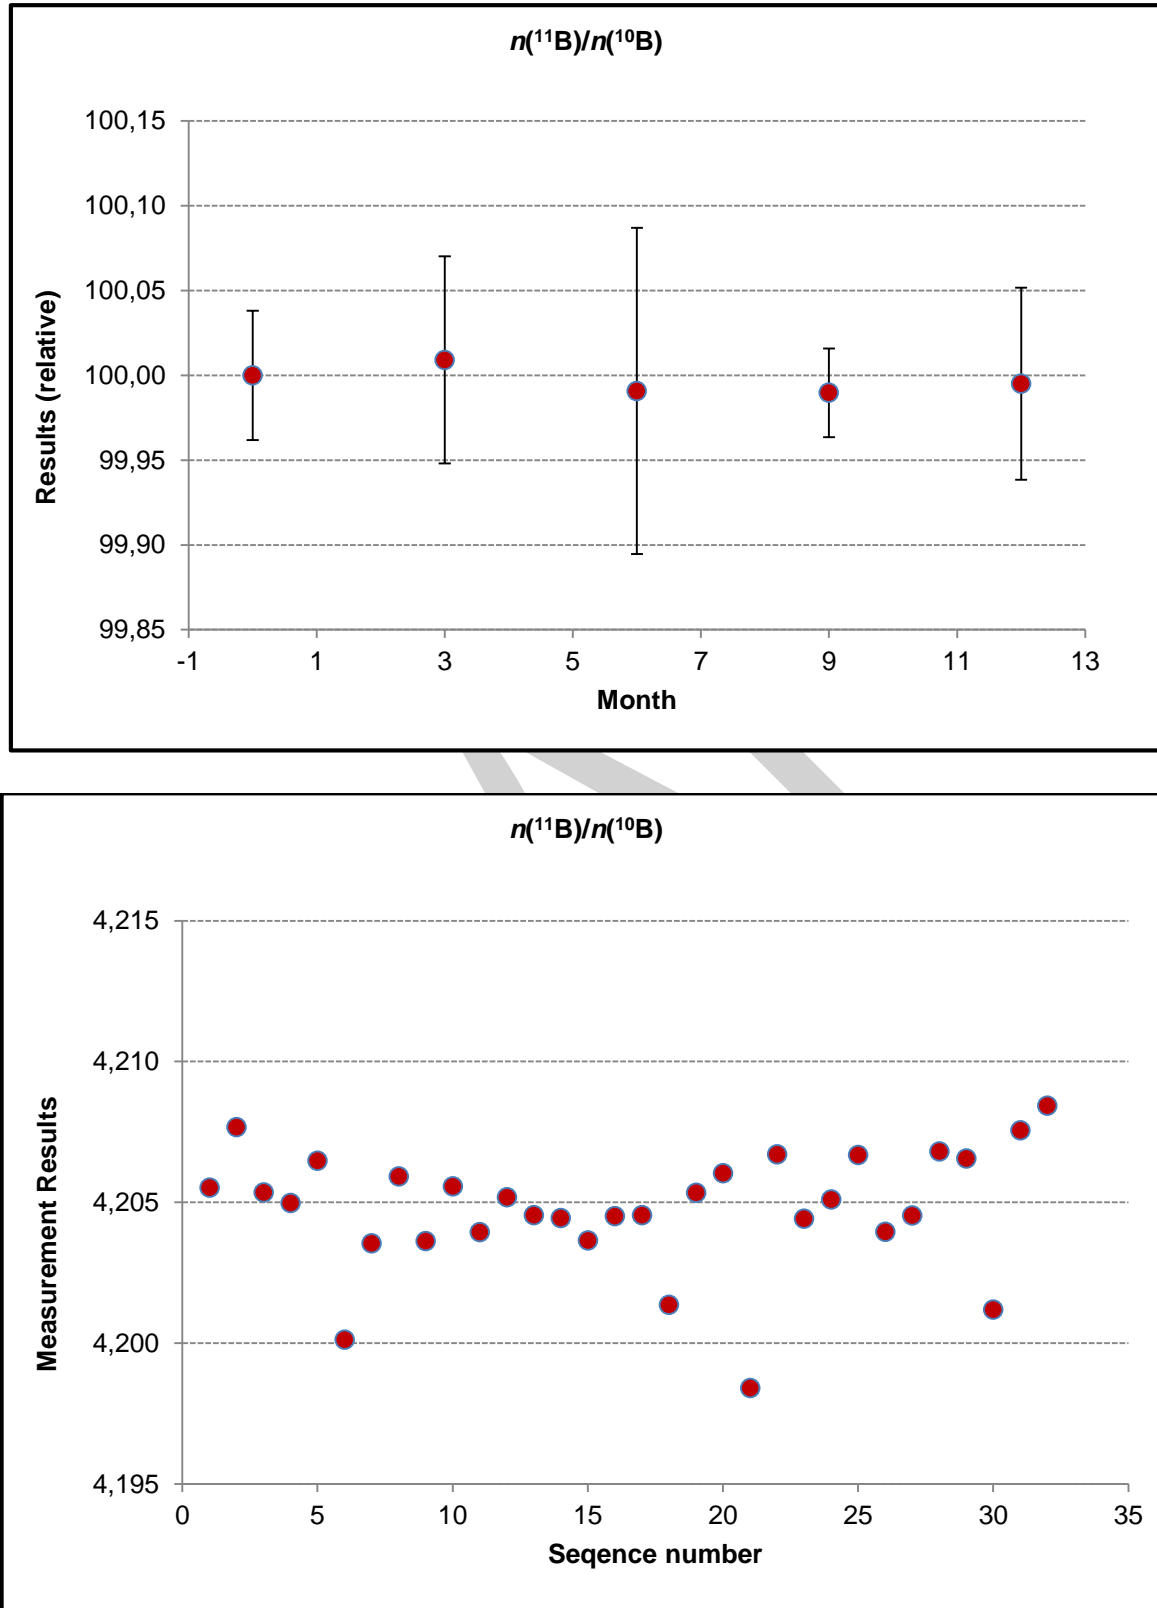 n(¹¹B)/n(¹⁰B)
100,15
100,10
100,05
100,00
99,95
99,90
99,85
Results (relative)
-1 1 3 5 7 9 11 13
Month
n(¹¹B)/n(¹⁰B)
4,215
4,210
4,205
4,200
4,195
Measurement Results
0 5 10 15 20 25 30 35
Seqence number